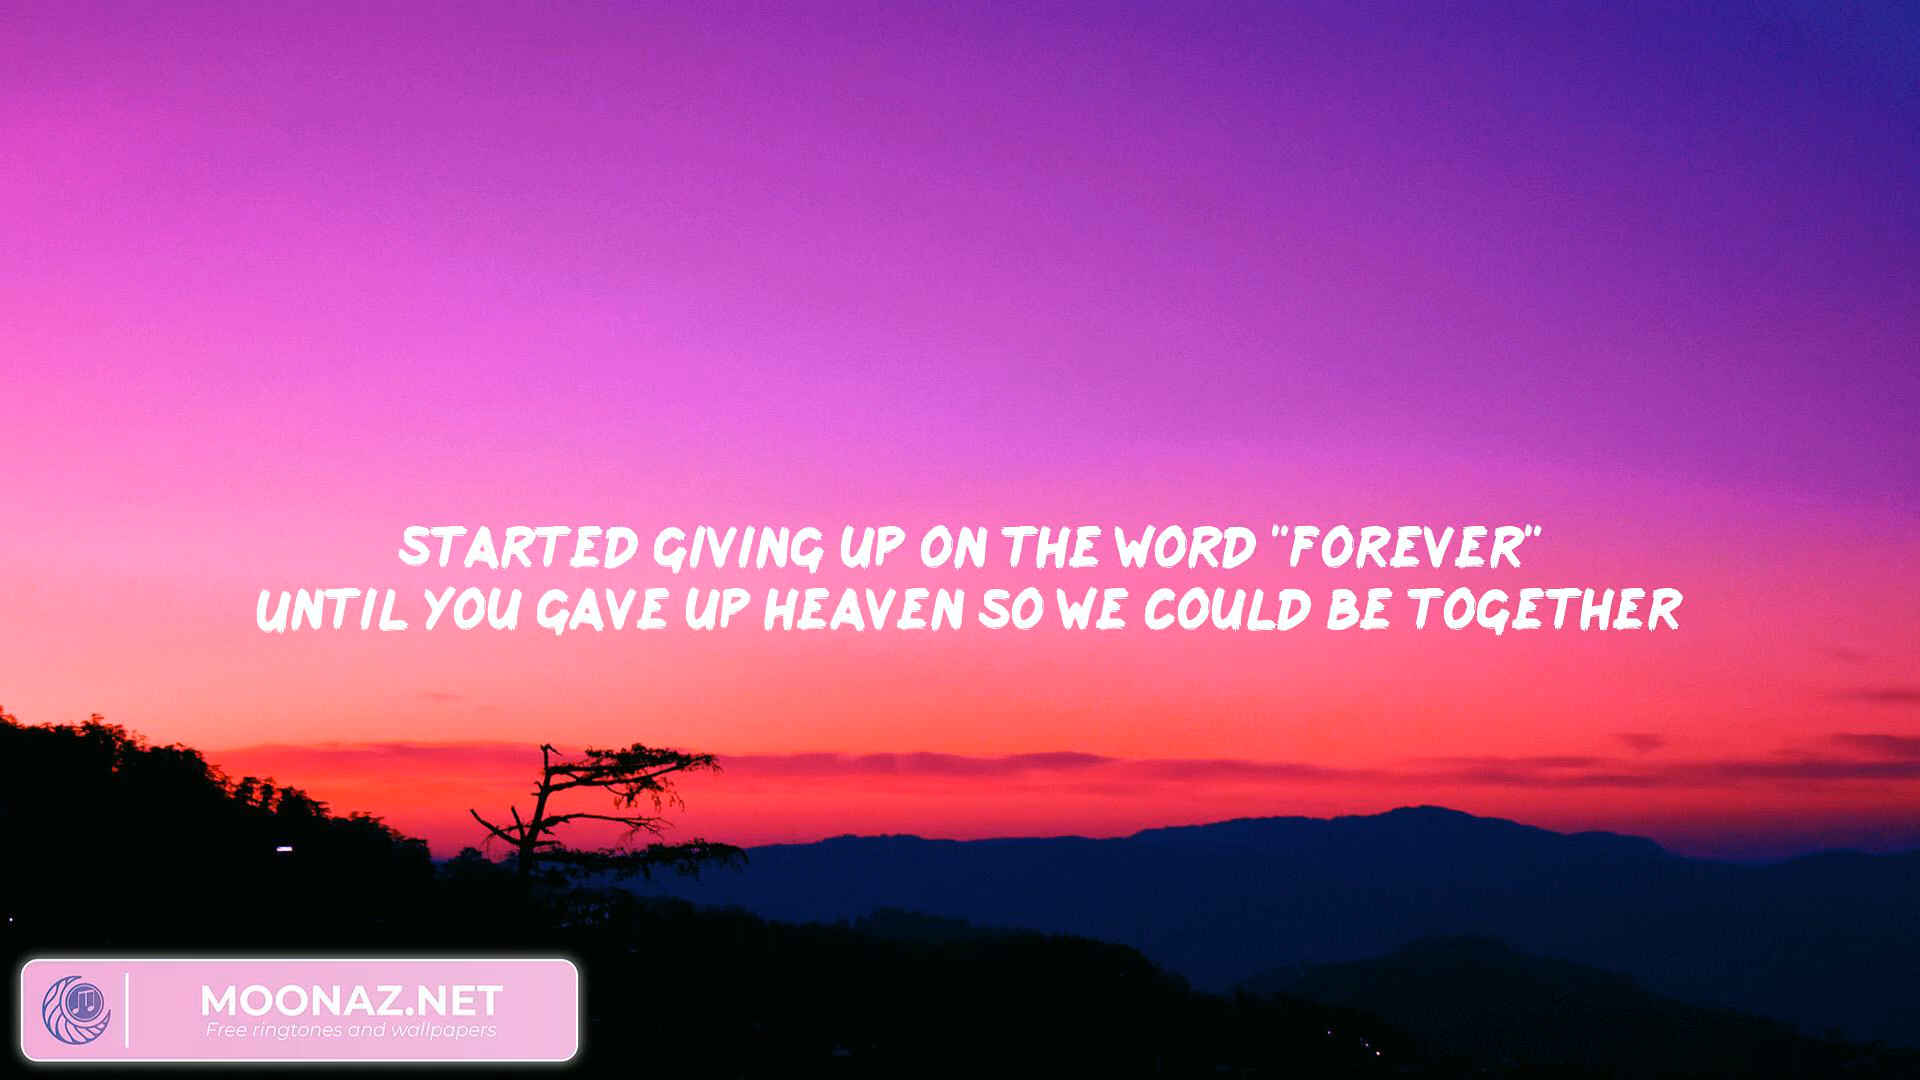 STARTED GIVING UP ON THE WORD "FOREVER"
UNTIL YOU GAVE UP HEAVEN SO WE COULD BE TOGETHER
MOONAZ.NET
Free ringtones and wallpapers